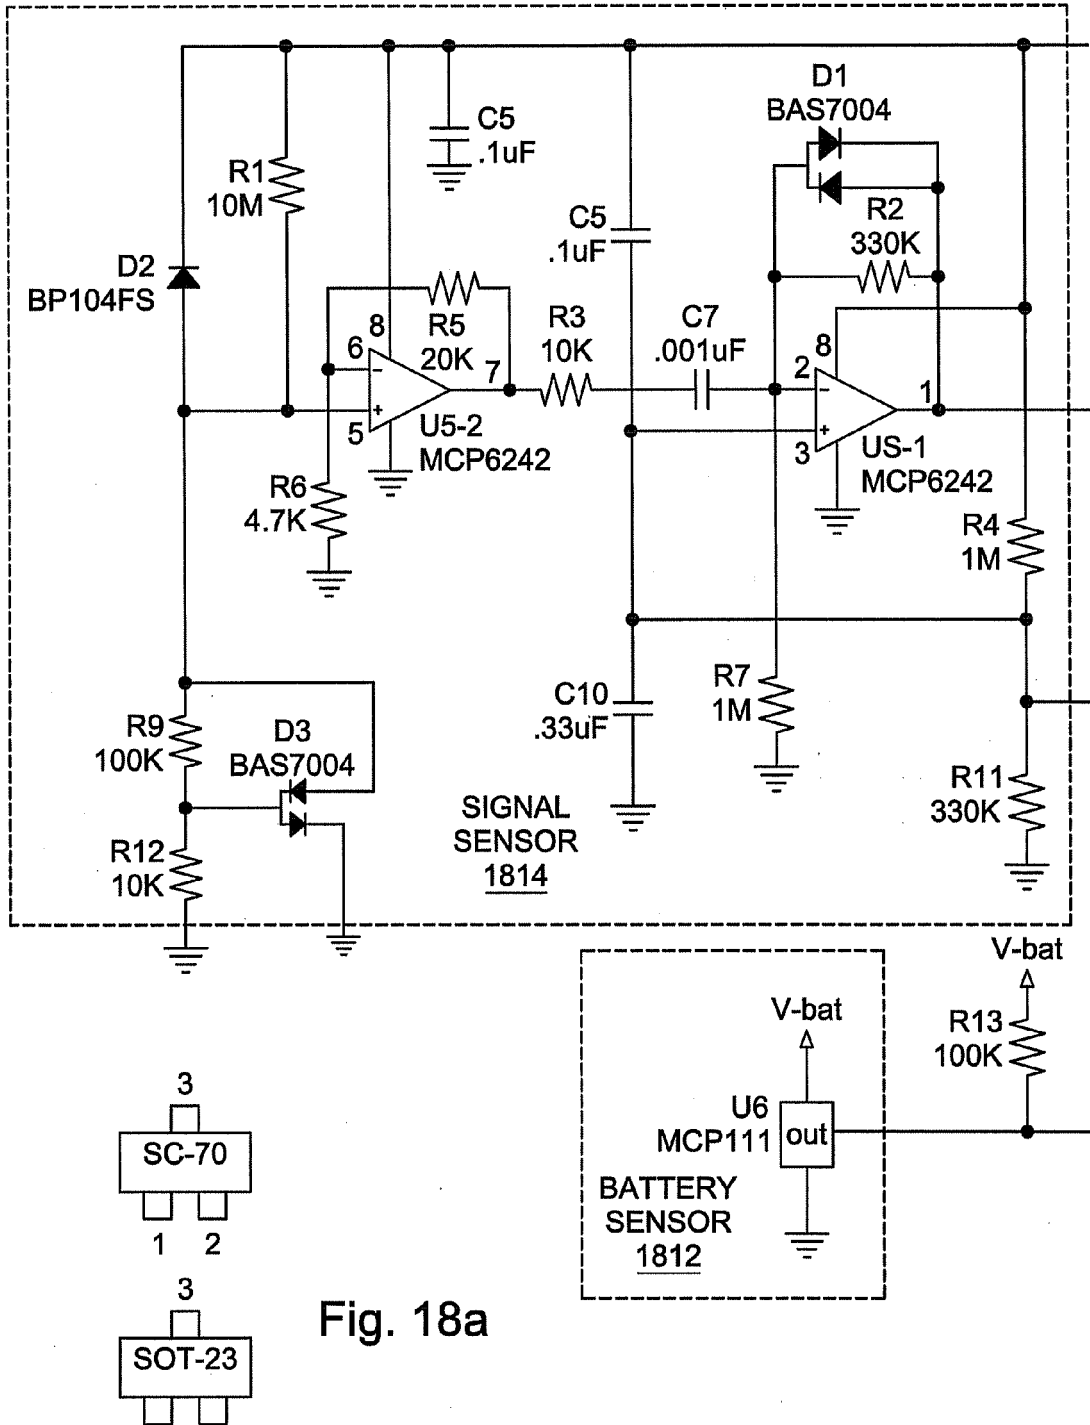 D1
BAS7004
C5
.1uF
R1
10M
C5
.1uF
R2
330K
D2
BP104FS
8
R5
20K
R3
10K
C7
.001uF
8
6
-
7
2
-
1
+
5
U5-2
MCP6242
+
3
US-1
MCP6242
R6
4.7K
R4
1M
R7
1M
C10
.33uF
R9
100K
D3
BAS7004
R11
330K
SIGNAL
SENSOR
1814
R12
10K
V-bat
V-bat
R13
100K
3
SC-70
1 2
U6
MCP111
out
BATTERY
SENSOR
1812
3
SOT-23
Fig. 18a